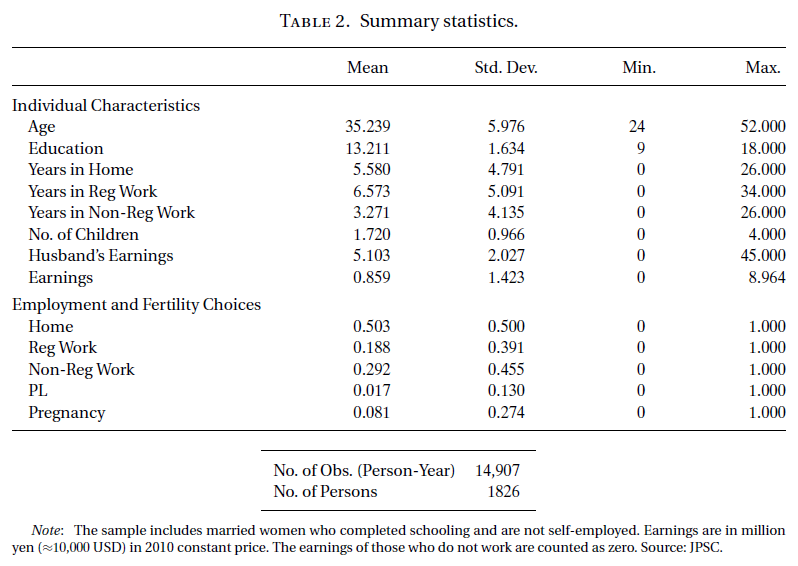 TABLE 2. Summary statistics.
Mean Std. Dev. Min. Max.
Individual Characteristics
Age 35.239 5.976 24 52.000
Education 13.211 1.634 9 18.000
Years in Home 5.580 4.791 0 26.000
Years in Reg Work 6.573 5.091 0 34.000
Years in Non-Reg Work 3.271 4.135 0 26.000
No. of Children 1.720 0.966 0 4.000
Husband's Earnings 5.103 2.027 0 45.000
Earnings 0.859 1.423 0 8.964
Employment and Fertility Choices
Home 0.503 0.500 0 1.000
Reg Work 0.188 0.391 0 1.000
Non-Reg Work 0.292 0.455 0 1.000
PL 0.017 0.130 0 1.000
Pregnancy 0.081 0.274 0 1.000
No. of Obs. (Person-Year) 14,907
No. of Persons 1826
Note: The sample includes married women who completed schooling and are not self-employed. Earnings are in million
yen (≈10,000 USD) in 2010 constant price. The earnings of those who do not work are counted as zero. Source: JPSC.